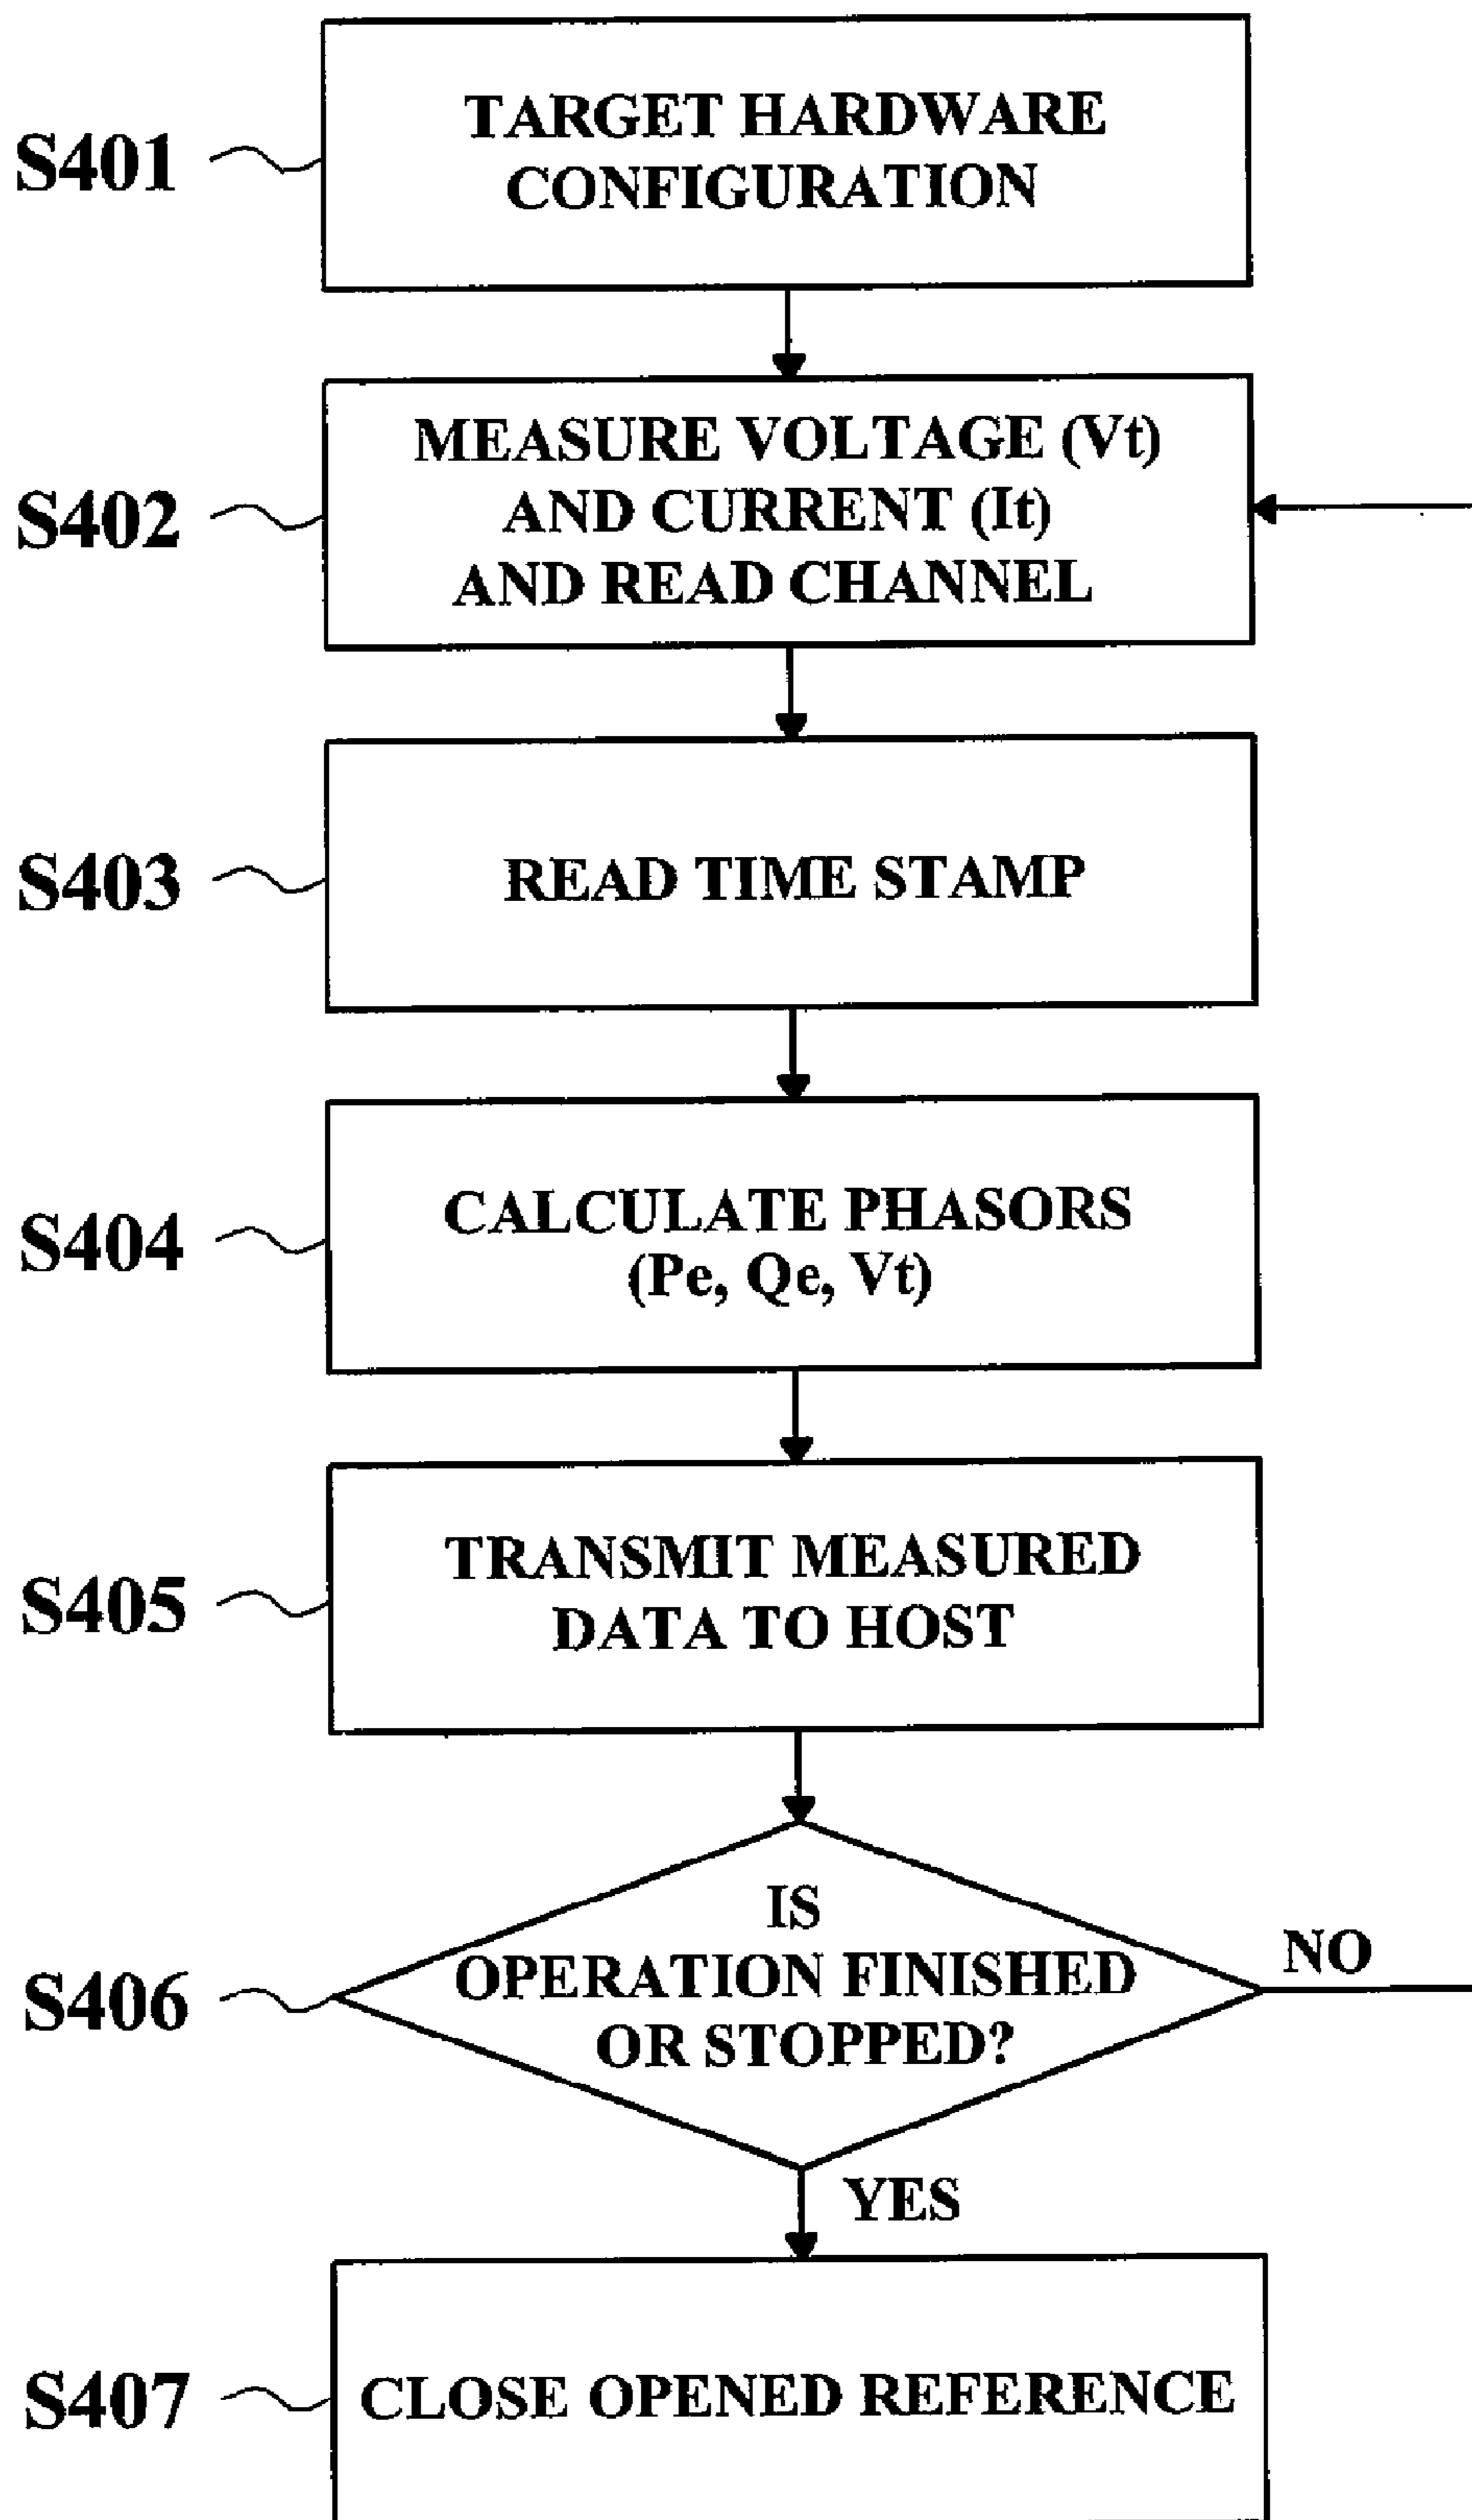 S401
TARGET HARDWARE
CONFIGURATION
S402
MEASURE VOLTAGE (Vt)
AND CURRENT (It)
AND READ CHANNEL
S403
READ TIME STAMP
S404
CALCULATE PHASORS
(Pe, Qe, Vt)
S405
TRANSMIT MEASURED
DATA TO HOST
S406
IS
OPERATION FINISHED
OR STOPPED?
NO
YES
S407
CLOSE OPENED REFERENCE